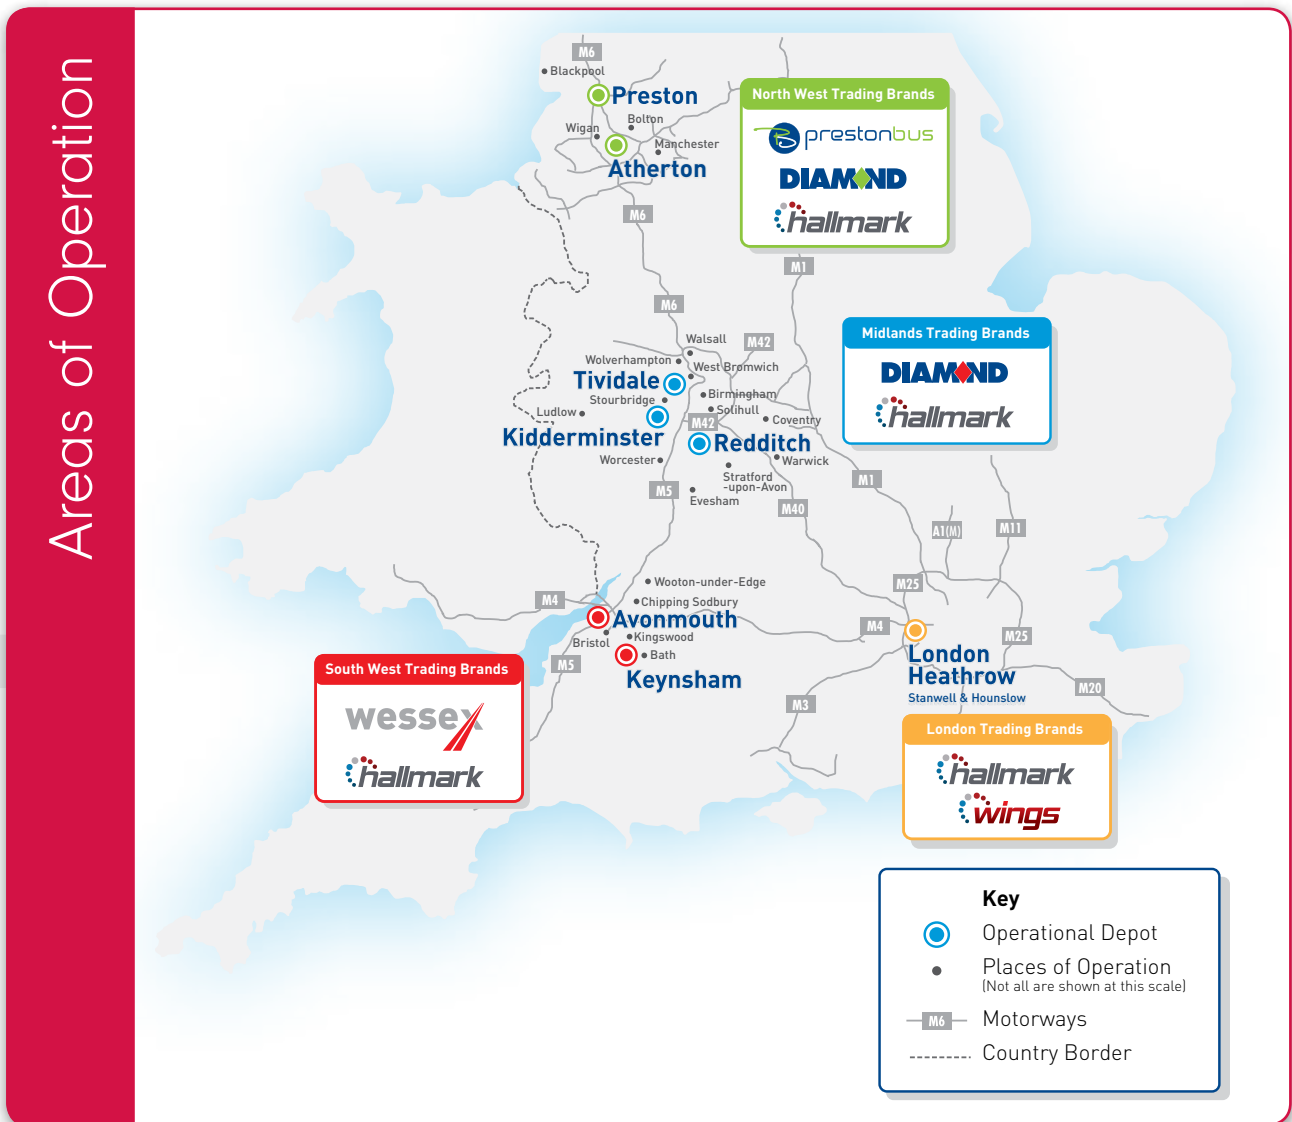 Areas of Operation
M6
Blackpool
Preston
Bolton
Wigan
Manchester
Atherton
M6
North West Trading Brands
prestonbus
DIAMOND
hallmark
M1
M6
Walsall
M42
Wolverhampton
West Bromwich
Tividale
Stourbridge
Birmingham
Ludlow
Solihull
M42
Coventry
Kidderminster
Redditch
Worcester
Warwick
Stratford
-upon-Avon
M5
Evesham
M40
Midlands Trading Brands
DIAMOND
hallmark
M1
A1(M)
M11
Wooton-under-Edge
M25
M4
Chipping Sodbury
Avonmouth
Kingswood
Bristol
M4
M25
Bath
M5
Keynsham
London
Heathrow
Stanwell & Hounslow
M20
M3
South West Trading Brands
wessex
hallmark
London Trading Brands
hallmark
wings
Key
Operational Depot
Places of Operation
(Not all are shown at this scale)
M6
Motorways
Country Border